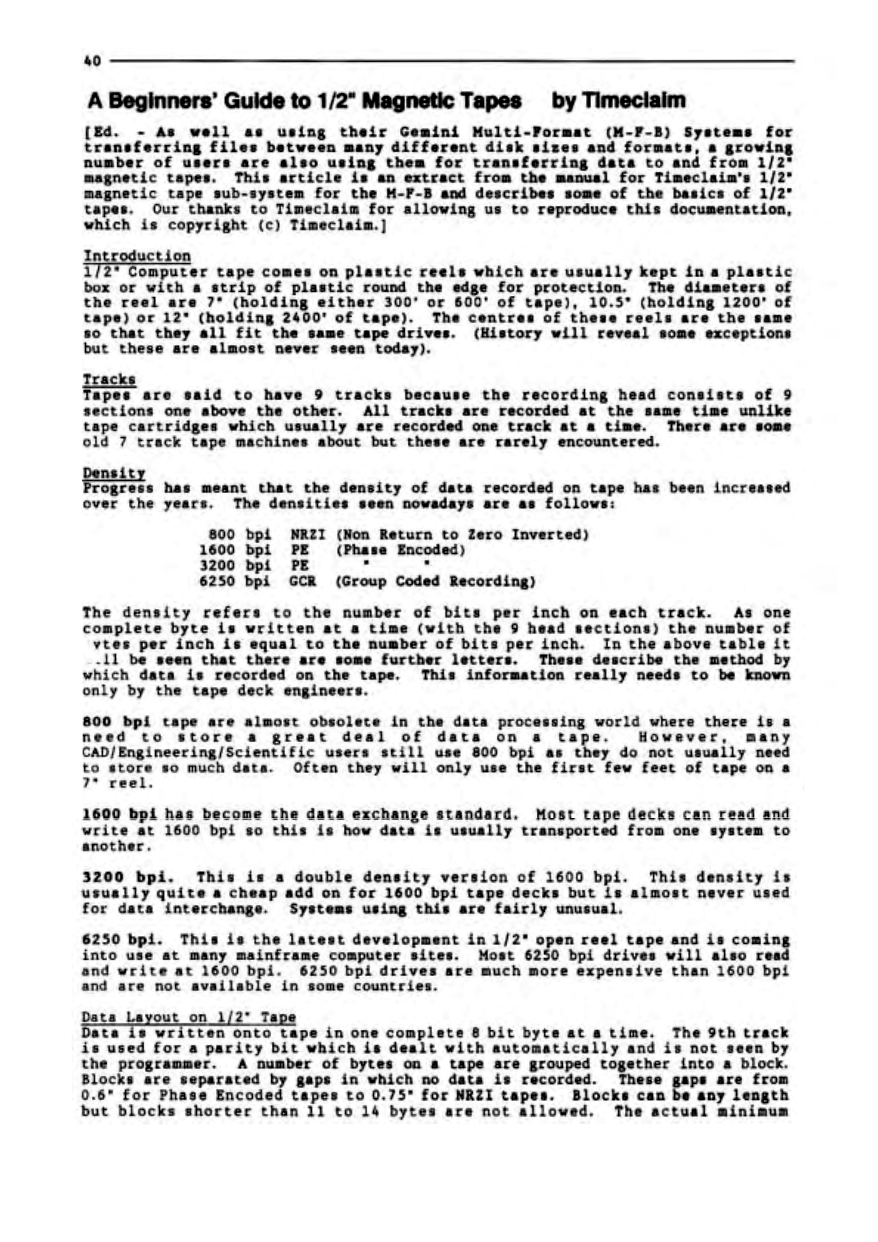 40
A Beginners' Guide to 1/2" Magnetic Tapes by Timeclaim
[Ed. - As well as using their Gemini Multi-Format (M-F-B) Systems for
transferring files between many different disk sizes and formats, a growing
number of users are also using them for transferring data to and from 1/2"
magnetic tapes. This article is an extract from the manual for Timeclaim's 1/2"
magnetic tape sub-system for the M-F-B and describes some of the basics of 1/2"
tapes. Our thanks to Timeclaim for allowing us to reproduce this documentation,
which is copyright (c) Timeclaim.]
Introduction
1/2" Computer tape comes on plastic reels which are usually kept in a plastic
box or with a strip of plastic round the edge for protection. The diameters of
the reel are 7" (holding either 300' or 600' of tape), 10.5" (holding 1200' of
tape) or 12" (holding 2400' of tape). The centres of these reels are the same
so that they all fit the same tape drives. (History will reveal some exceptions
but these are almost never seen today).
Tracks
Tapes are said to have 9 tracks because the recording head consists of 9
sections one above the other. All tracks are recorded at the same time unlike
tape cartridges which usually are recorded one track at a time. There are some
old 7 track tape machines about but these are rarely encountered.
Density
Progress has meant that the density of data recorded on tape has been increased
over the years. The densities seen nowadays are as follows:
800 bpi NRZI (Non Return to Zero Inverted)
1600 bpi PE (Phase Encoded)
3200 bpi PE " "
6250 bpi GCR (Group Coded Recording)
The density refers to the number of bits per inch on each track. As one
complete byte is written at a time (with the 9 head sections) the number of
ytes per inch is equal to the number of bits per inch. In the above table it
.ll be seen that there are some further letters. These describe the method by
which data is recorded on the tape. This information really needs to be known
only by the tape deck engineers.
800 bpi tape are almost obsolete in the data processing world where there is a
need to store a great deal of data on a tape. However, many
CAD/Engineering/Scientific users still use 800 bpi as they do not usually need
to store so much data. Often they will only use the first few feet of tape on a
7" reel.
1600 bpi has become the data exchange standard. Most tape decks can read and
write at 1600 bpi so this is how data is usually transported from one system to
another.
3200 bpi. This is a double density version of 1600 bpi. This density is
usually quite a cheap add on for 1600 bpi tape decks but is almost never used
for data interchange. Systems using this are fairly unusual.
6250 bpi. This is the latest development in 1/2" open reel tape and is coming
into use at many mainframe computer sites. Most 6250 bpi drives will also read
and write at 1600 bpi. 6250 bpi drives are much more expensive than 1600 bpi
and are not available in some countries.
Data Layout on 1/2" Tape
Data is written onto tape in one complete 8 bit byte at a time. The 9th track
is used for a parity bit which is dealt with automatically and is not seen by
the programmer. A number of bytes on a tape are grouped together into a block.
Blocks are separated by gaps in which no data is recorded. These gaps are from
0.6" for Phase Encoded tapes to 0.75" for NRZI tapes. Blocks can be any length
but blocks shorter than 11 to 14 bytes are not allowed. The actual minimum